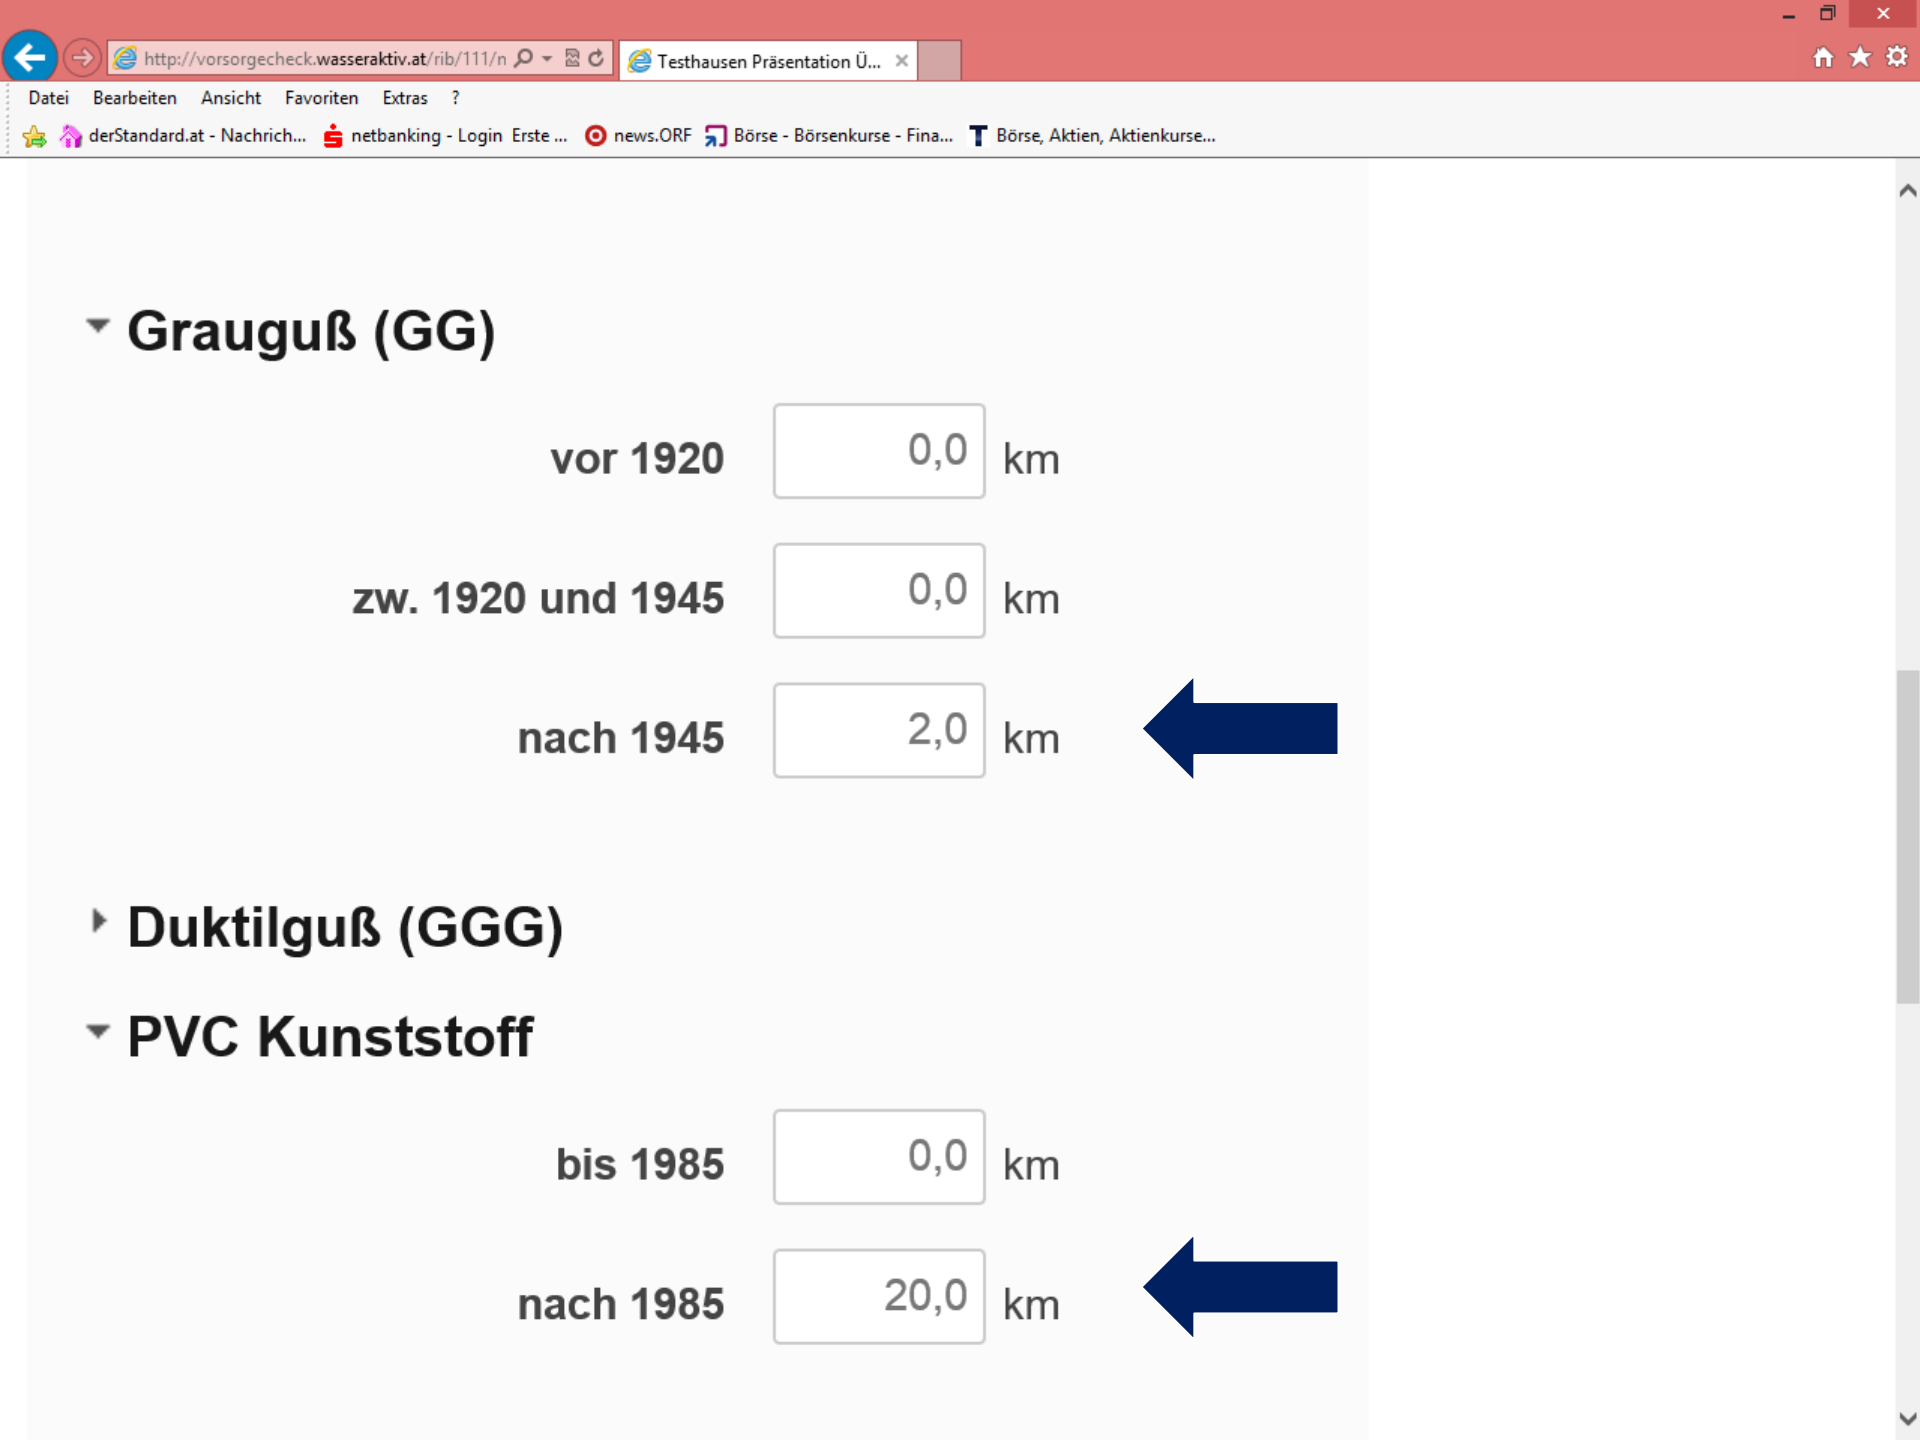 http://vorsorgecheck.wasseraktiv.at/rib/111/n
Testhausen Präsentation Ü...
Datei Bearbeiten Ansicht Favoriten Extras ?
derStandard.at - Nachrich... netbanking - Login Erste ... news.ORF Börse - Börsenkurse - Fina... Börse, Aktien, Aktienkurse...
Grauguß (GG)
vor 1920 0,0 km
zw. 1920 und 1945 0,0 km
nach 1945 2,0 km
Duktilguß (GGG)
PVC Kunststoff
bis 1985 0,0 km
nach 1985 20,0 km